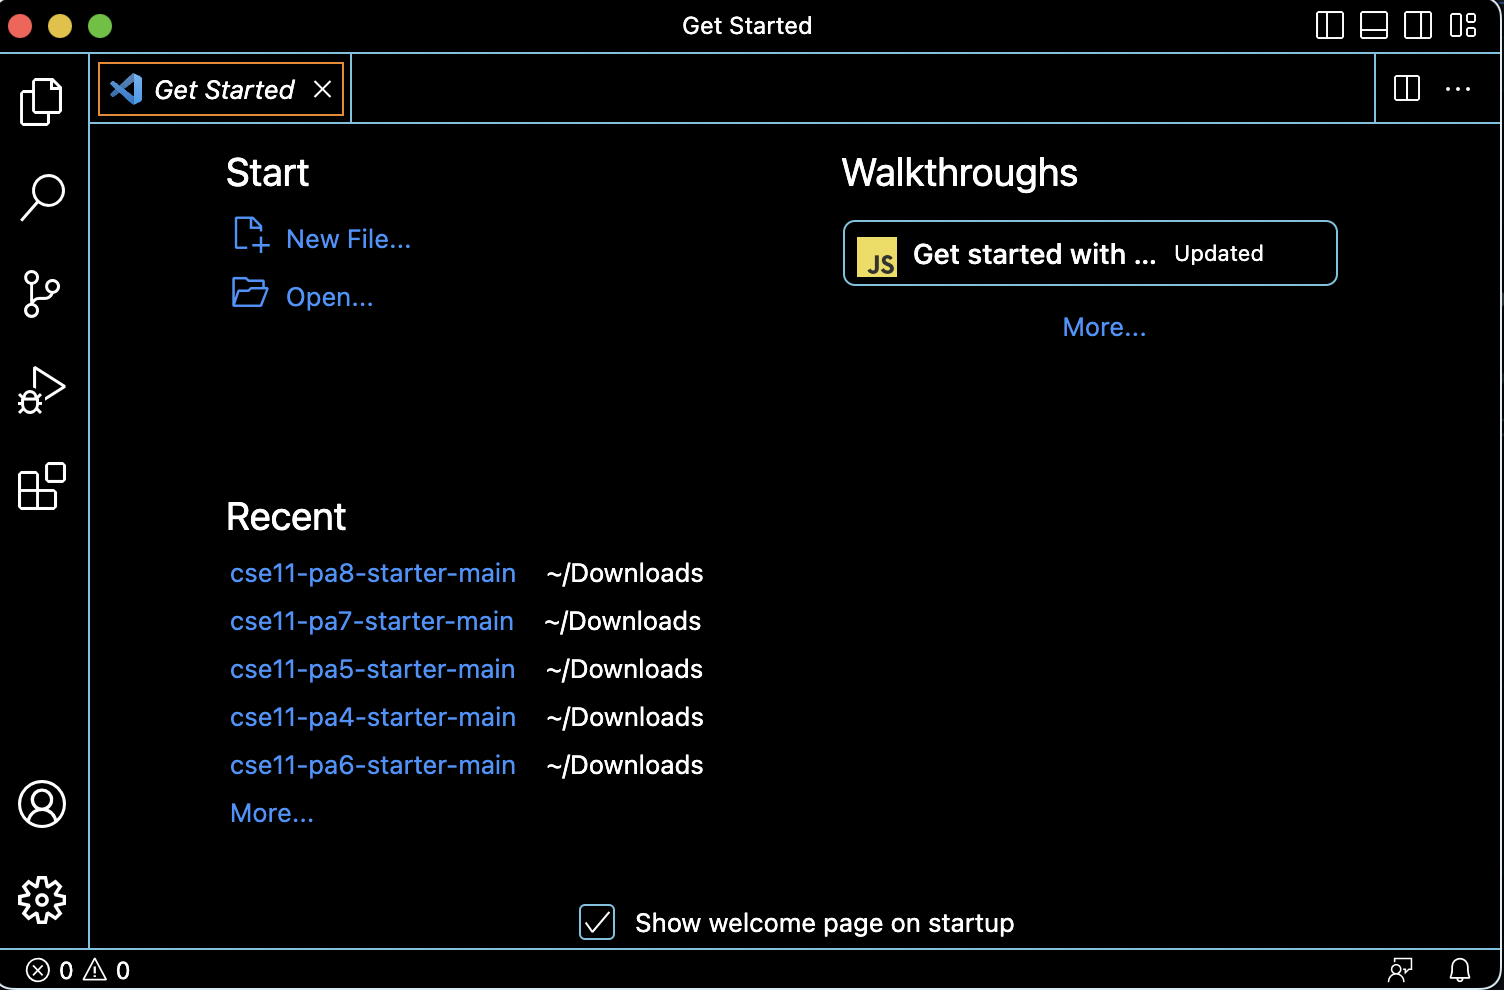 Get Started
Get Started
Start
New File...
Open...
Walkthroughs
JS Get started with ... Updated
More...
Recent
cse11-pa8-starter-main ~/Downloads
cse11-pa7-starter-main ~/Downloads
cse11-pa5-starter-main ~/Downloads
cse11-pa4-starter-main ~/Downloads
cse11-pa6-starter-main ~/Downloads
More...
Show welcome page on startup
0 0